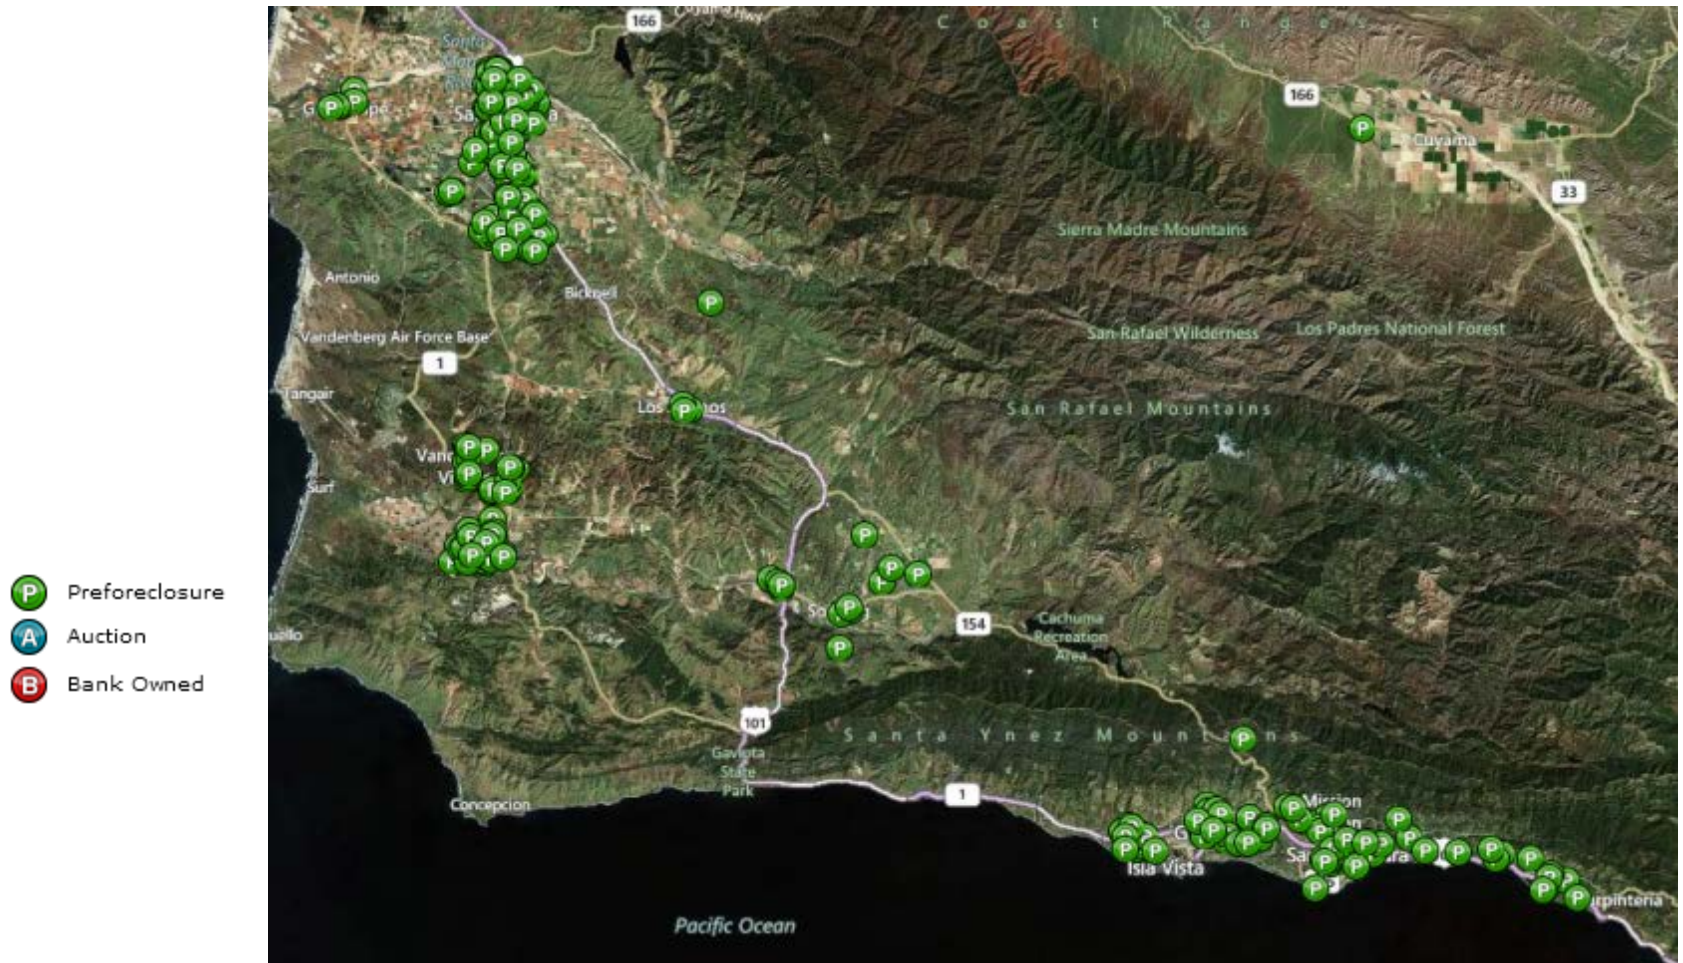 Coast Ranges
166
166
Cuyama
33
Sierra Madre Mountains
Antonio
Bicknell
San Rafael Wilderness
Los Padres National Forest
Vandenberg Air Force Base
1
Tangair
San Rafael Mountains
Surf
P Preforeclosure
A Auction
B Bank Owned
154
Cachuma
Recreation
Area
101
Santa Ynez Mount
Gaviota
State
Park
1
Concepcion
Mission
Isla Vista
Pacific Ocean
P